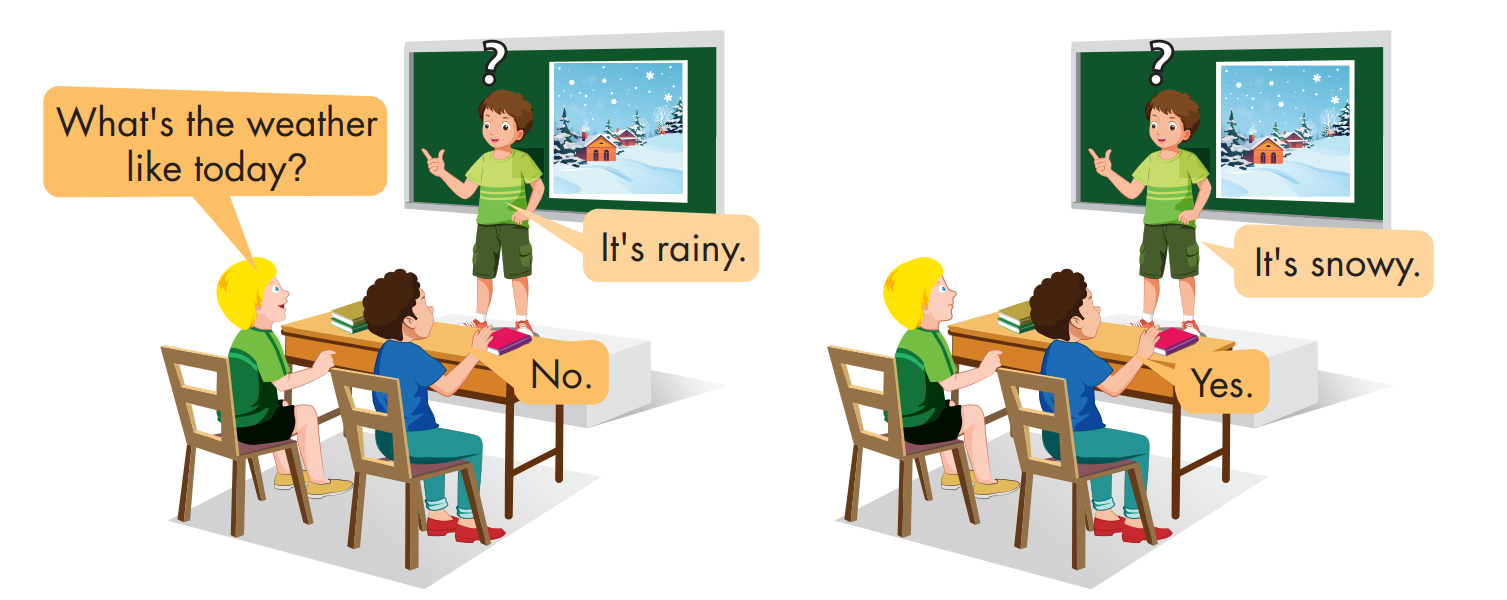 ?
What's the weather
like today?
It's rainy.
No.
?
It's snowy.
Yes.